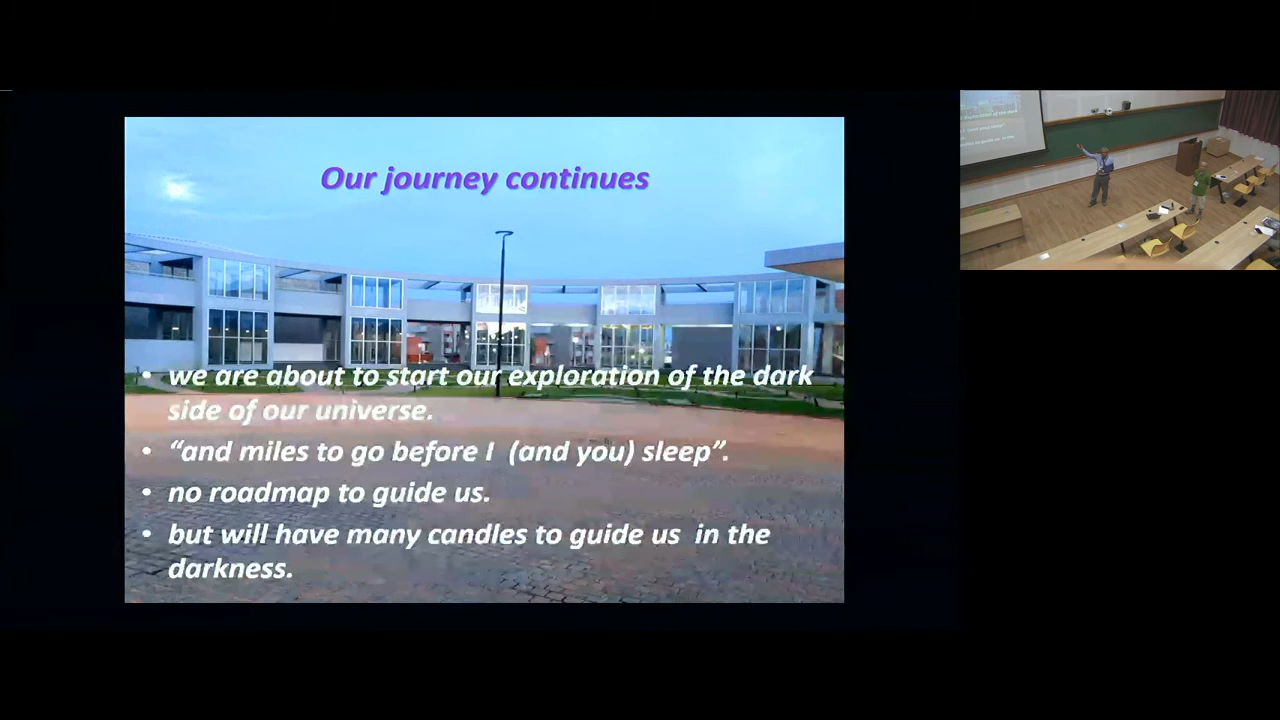 Our journey continues
• we are about to start our exploration of the dark
side of our universe.
• “and miles to go before I  (and you) sleep”.
• no roadmap to guide us.
• but will have many candles to guide us  in the
darkness.